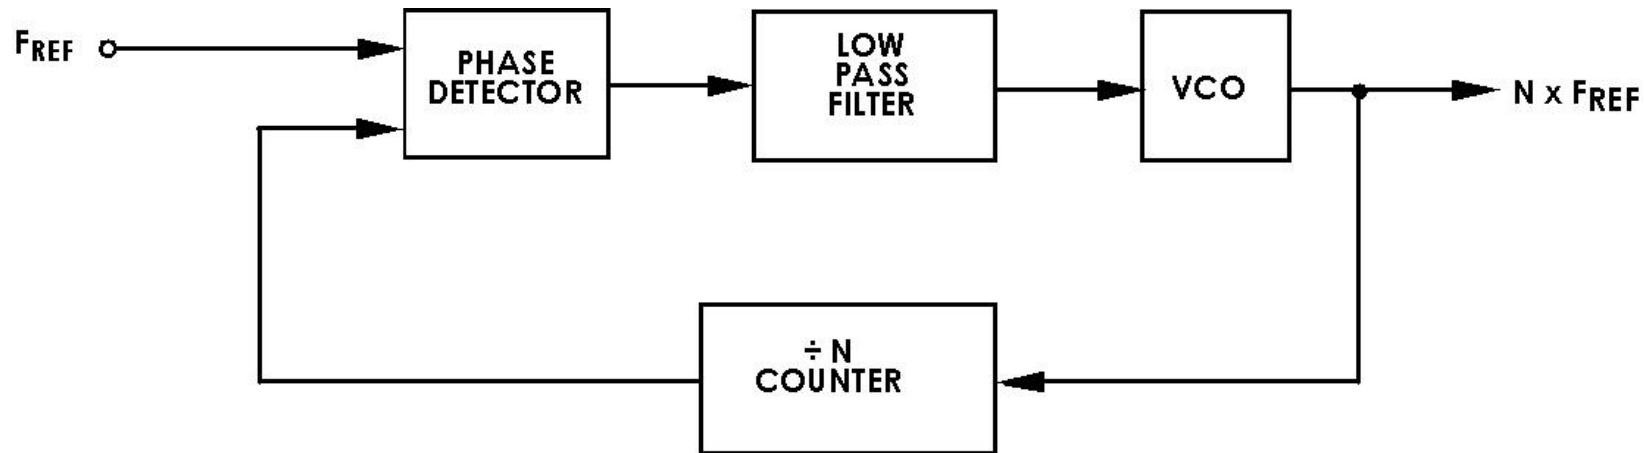 FREF
PHASE
DETECTOR
LOW
PASS
FILTER
VCO
N x FREF
÷ N
COUNTER